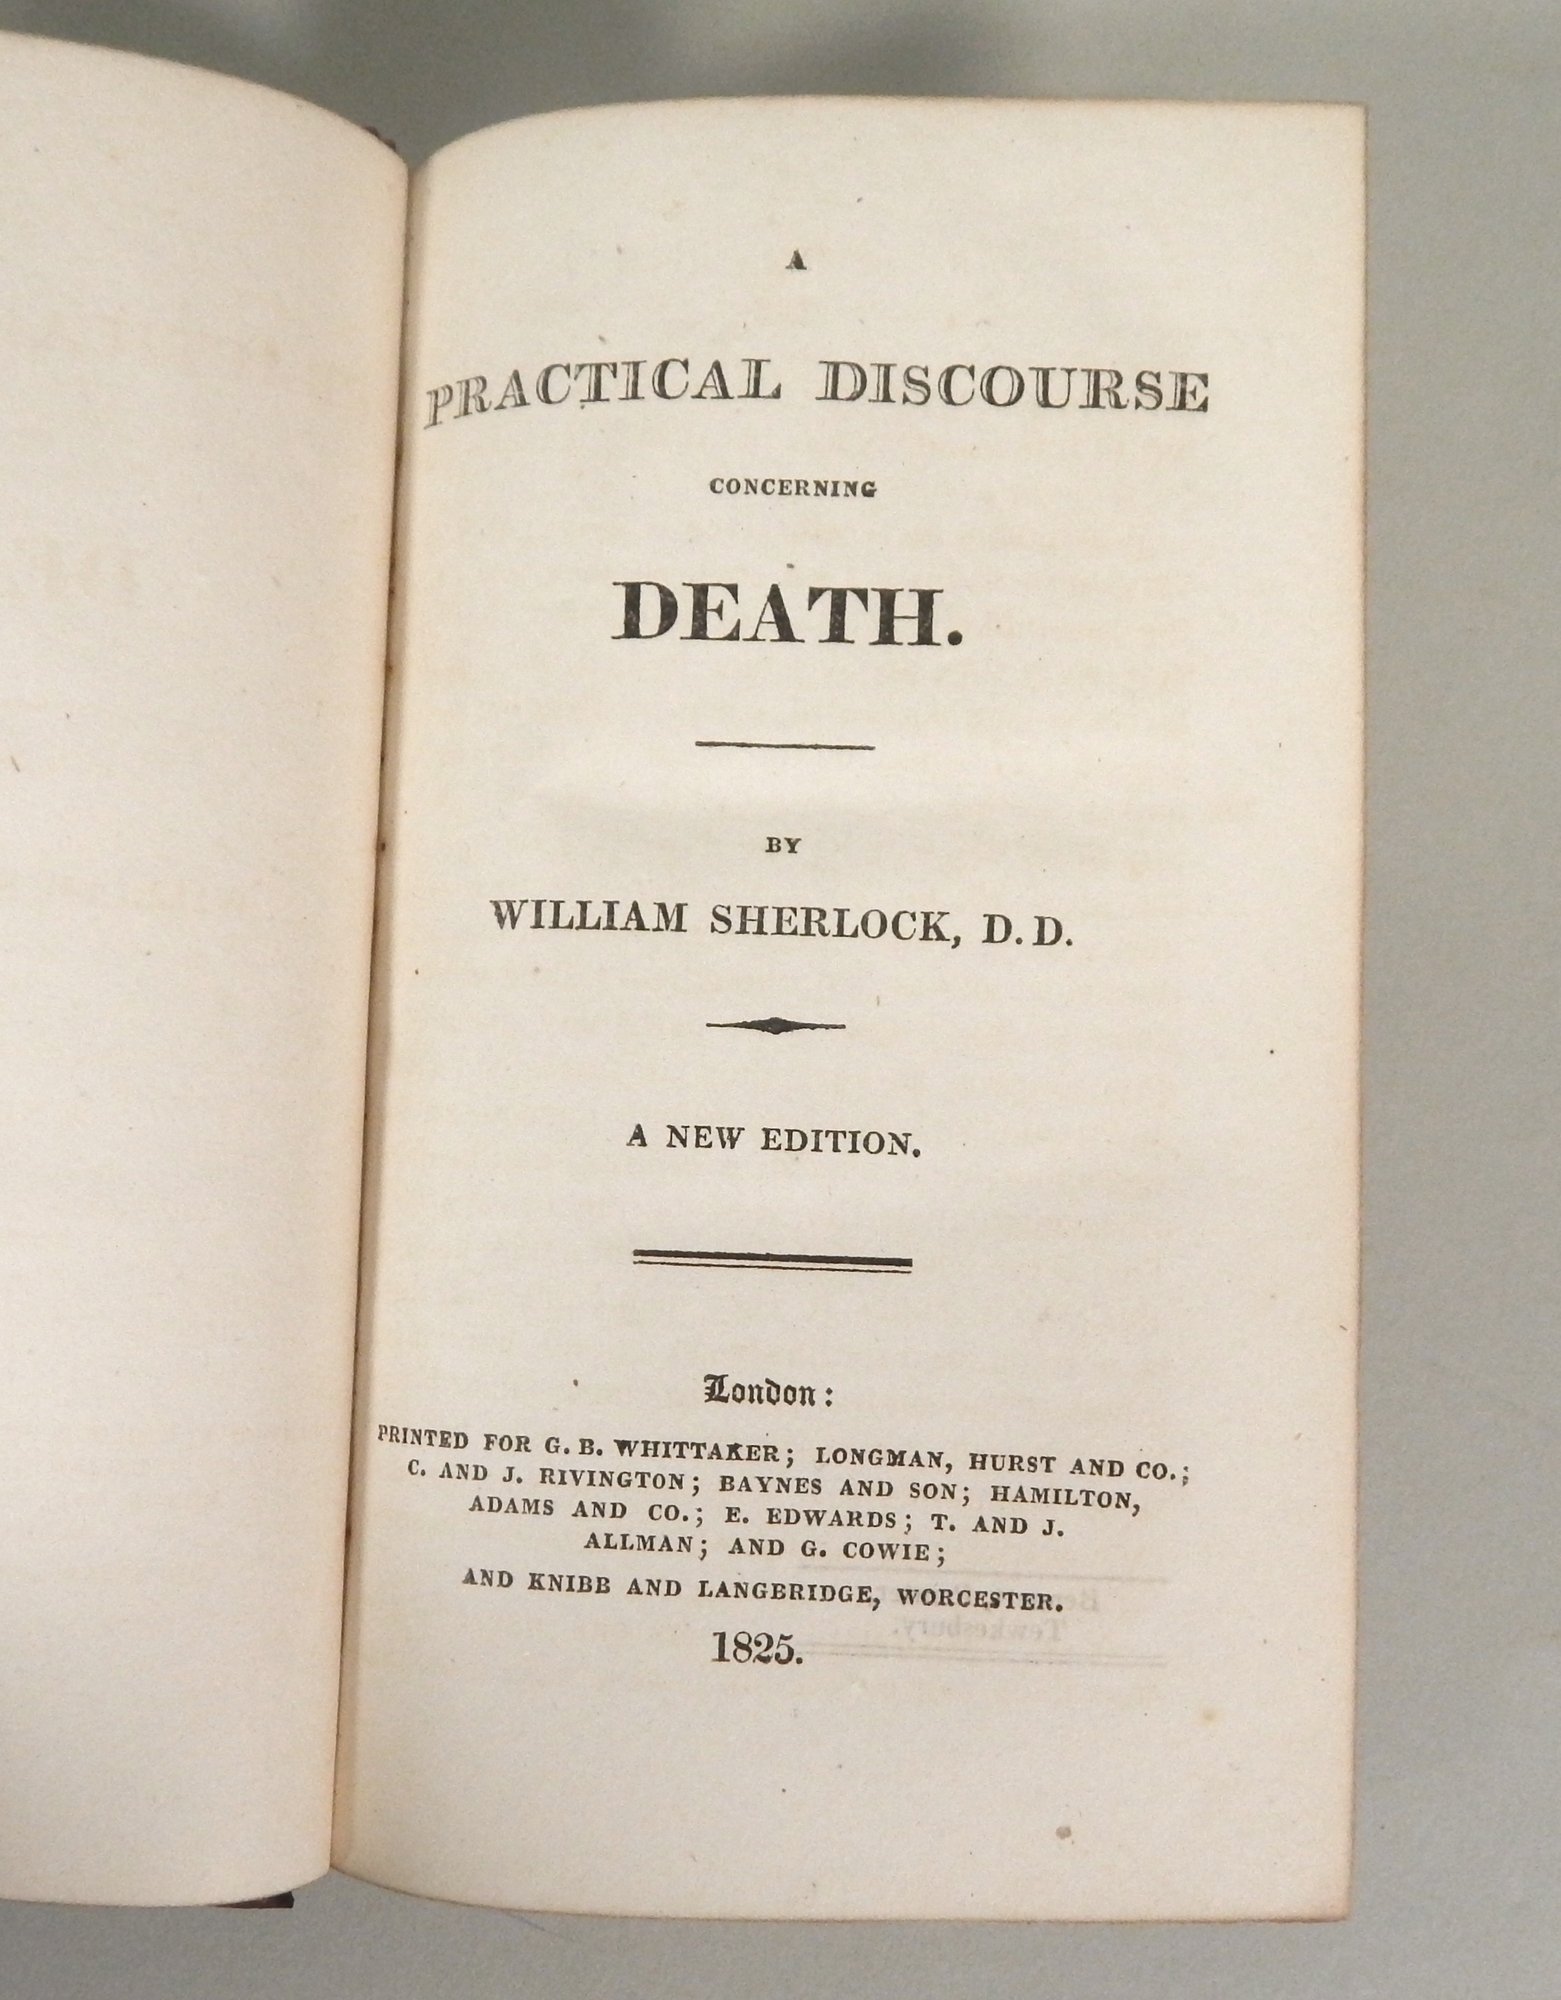 A
PRACTICAL DISCOURSE
CONCERNING
DEATH.
BY
WILLIAM SHERLOCK, D. D.
A NEW EDITION.
London:
PRINTED FOR G. B. WHITTAKER; LONGMAN, HURST AND CO.;
C. AND J. RIVINGTON; BAYNES AND SON; HAMILTON,
ADAMS AND CO.; E. EDWARDS; T. AND J.
ALLMAN; AND G. COWIE;
AND KNIBB AND LANGBRIDGE, WORCESTER.
1825.
Tewkesbury.